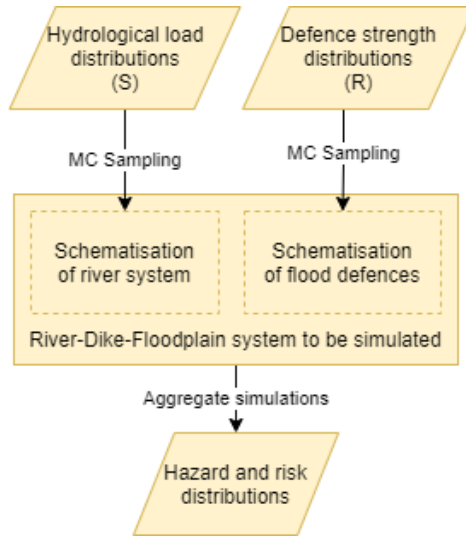 Hydrological load
distributions
(S)
Defence strength
distributions
(R)
MC Sampling
MC Sampling
Schematisation
of river system
Schematisation
of flood defences
River-Dike-Floodplain system to be simulated
Aggregate simulations
Hazard and risk
distributions